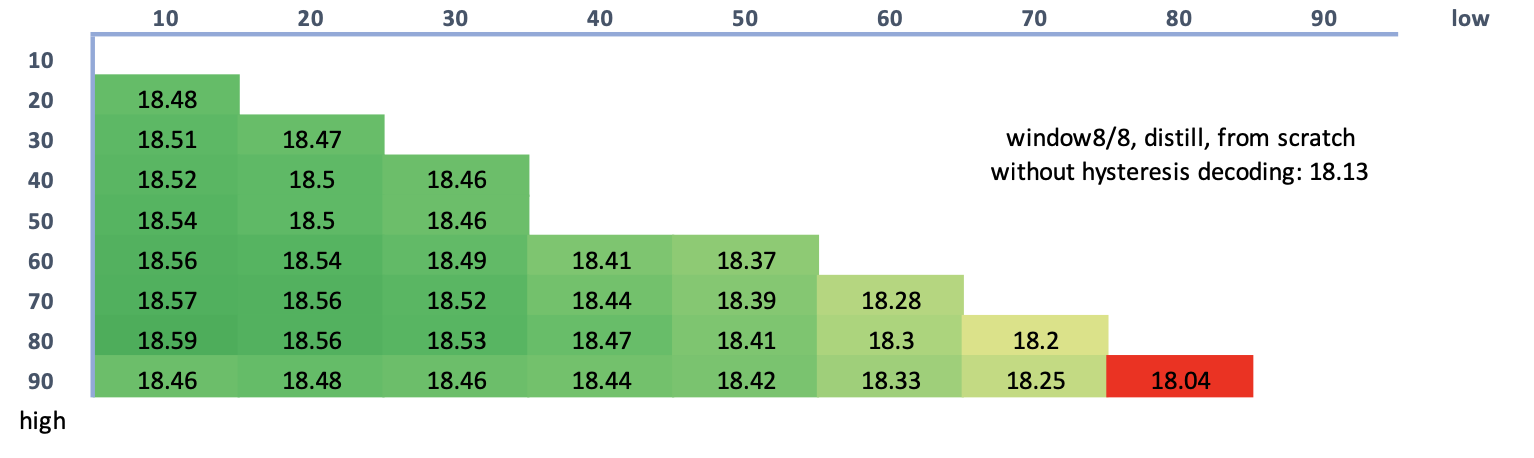 10 20 30 40 50 60 70 80 90 low
10
20 18.48
30 18.51 18.47
window8/8, distill, from scratch
40 18.52 18.5 18.46
without hysteresis decoding: 18.13
50 18.54 18.5 18.46
60 18.56 18.54 18.49 18.41 18.37
70 18.57 18.56 18.52 18.44 18.39 18.28
80 18.59 18.56 18.53 18.47 18.41 18.3 18.2
90 18.46 18.48 18.46 18.44 18.42 18.33 18.25 18.04
high